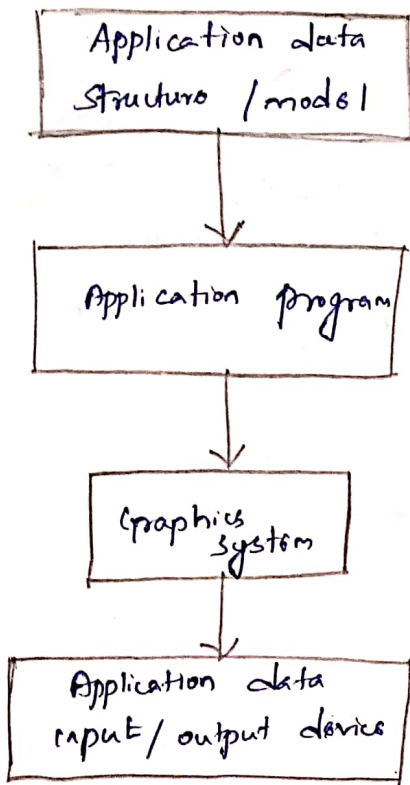 Application data
structure / model
Application program
Graphics
system
Application data
input/ output device